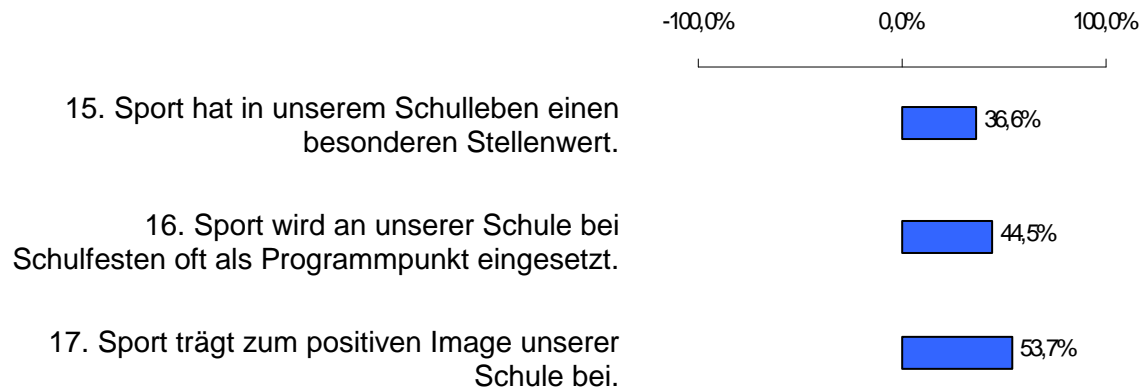 -100,0% 0,0% 100,0%
15. Sport hat in unserem Schulleben einen
besonderen Stellenwert.
36,6%
16. Sport wird an unserer Schule bei
Schulfesten oft als Programmpunkt eingesetzt.
44,5%
17. Sport trägt zum positiven Image unserer
Schule bei.
53,7%